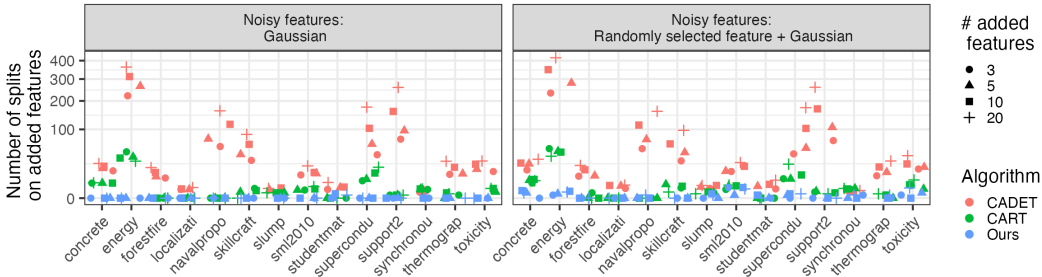 Noisy features:
Gaussian
Noisy features:
Randomly selected feature + Gaussian
Number of splits
on added features
400
300
200
100
0
concrete
energy
forestfire
localizati
navalpropo
skillcraft
slump
sml2010
studentmat
supercondu
support2
synchronou
thermograp
toxicity
concrete
energy
forestfire
localizati
navalpropo
skillcraft
slump
sml2010
studentmat
supercondu
support2
synchronou
thermograp
toxicity
# added
features
3
5
10
20
Algorithm
CADET
CART
Ours